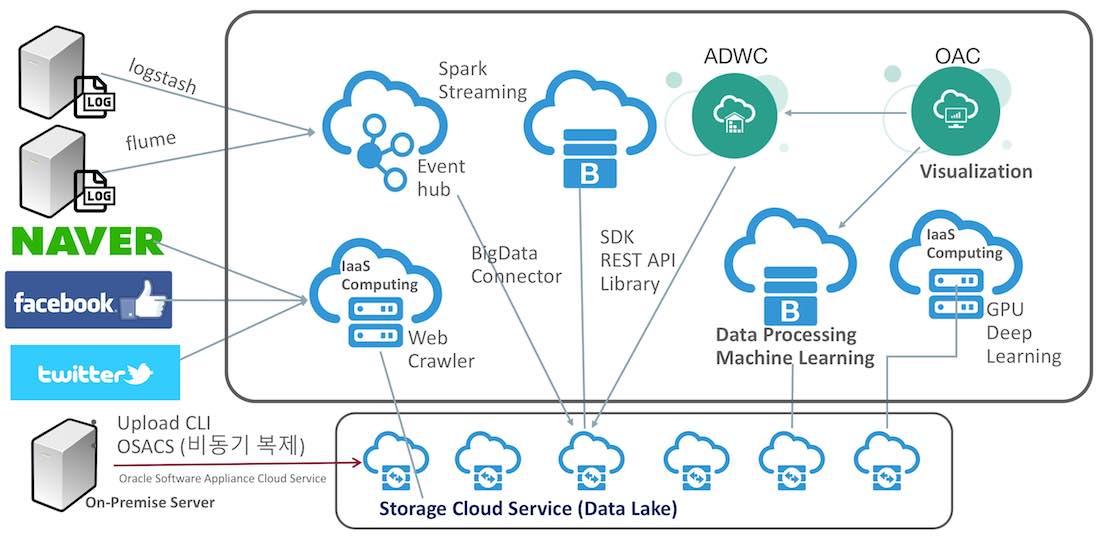 LOG
logstash
LOG
flume
NAVER
facebook
twitter
Event
hub
Spark
Streaming
B
ADWC
OAC
Visualization
IaaS
Computing
Web
Crawler
BigData
Connector
SDK
REST API
Library
B
Data Processing
Machine Learning
IaaS
Computing
GPU
Deep
Learning
Upload CLI
OSACS (비동기 복제)
Oracle Software Appliance Cloud Service
On-Premise Server
Storage Cloud Service (Data Lake)